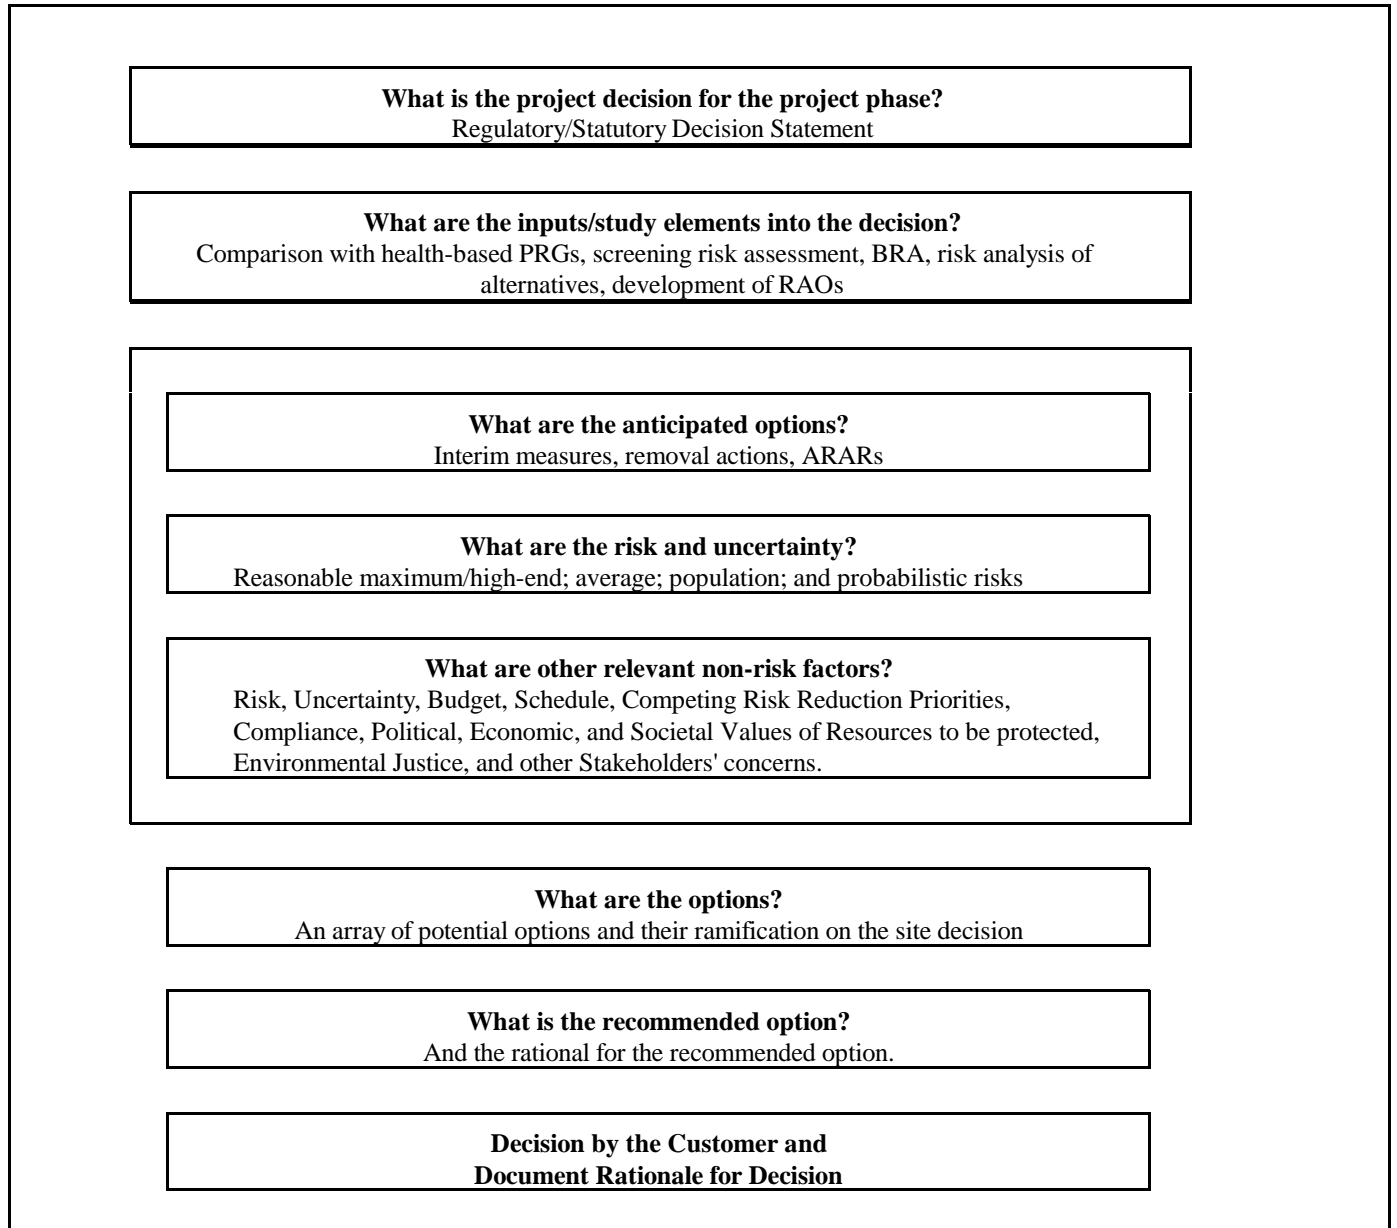 What is the project decision for the project phase?
Regulatory/Statutory Decision Statement
What are the inputs/study elements into the decision?
Comparison with health-based PRGs, screening risk assessment, BRA, risk analysis of
alternatives, development of RAOs
What are the anticipated options?
Interim measures, removal actions, ARARs
What are the risk and uncertainty?
Reasonable maximum/high-end; average; population; and probabilistic risks
What are other relevant non-risk factors?
Risk, Uncertainty, Budget, Schedule, Competing Risk Reduction Priorities,
Compliance, Political, Economic, and Societal Values of Resources to be protected,
Environmental Justice, and other Stakeholders' concerns.
What are the options?
An array of potential options and their ramification on the site decision
What is the recommended option?
And the rational for the recommended option.
Decision by the Customer and
Document Rationale for Decision